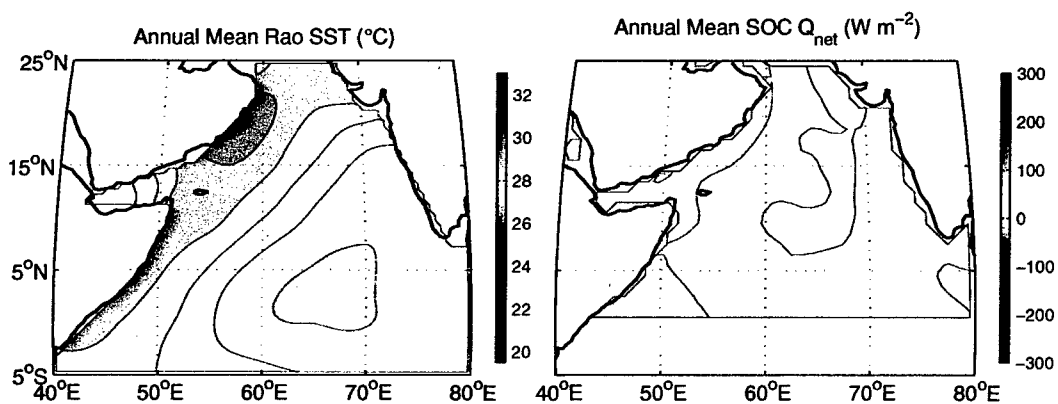 Annual Mean Rao SST (°C)
25°N
15°N
5°N
5°S
40°E
50°E
60°E
70°E
80°E
32
30
28
26
24
22
20
Annual Mean SOC Qnet (W m−2)
40°E
50°E
60°E
70°E
80°E
300
200
100
0
−100
−200
−300